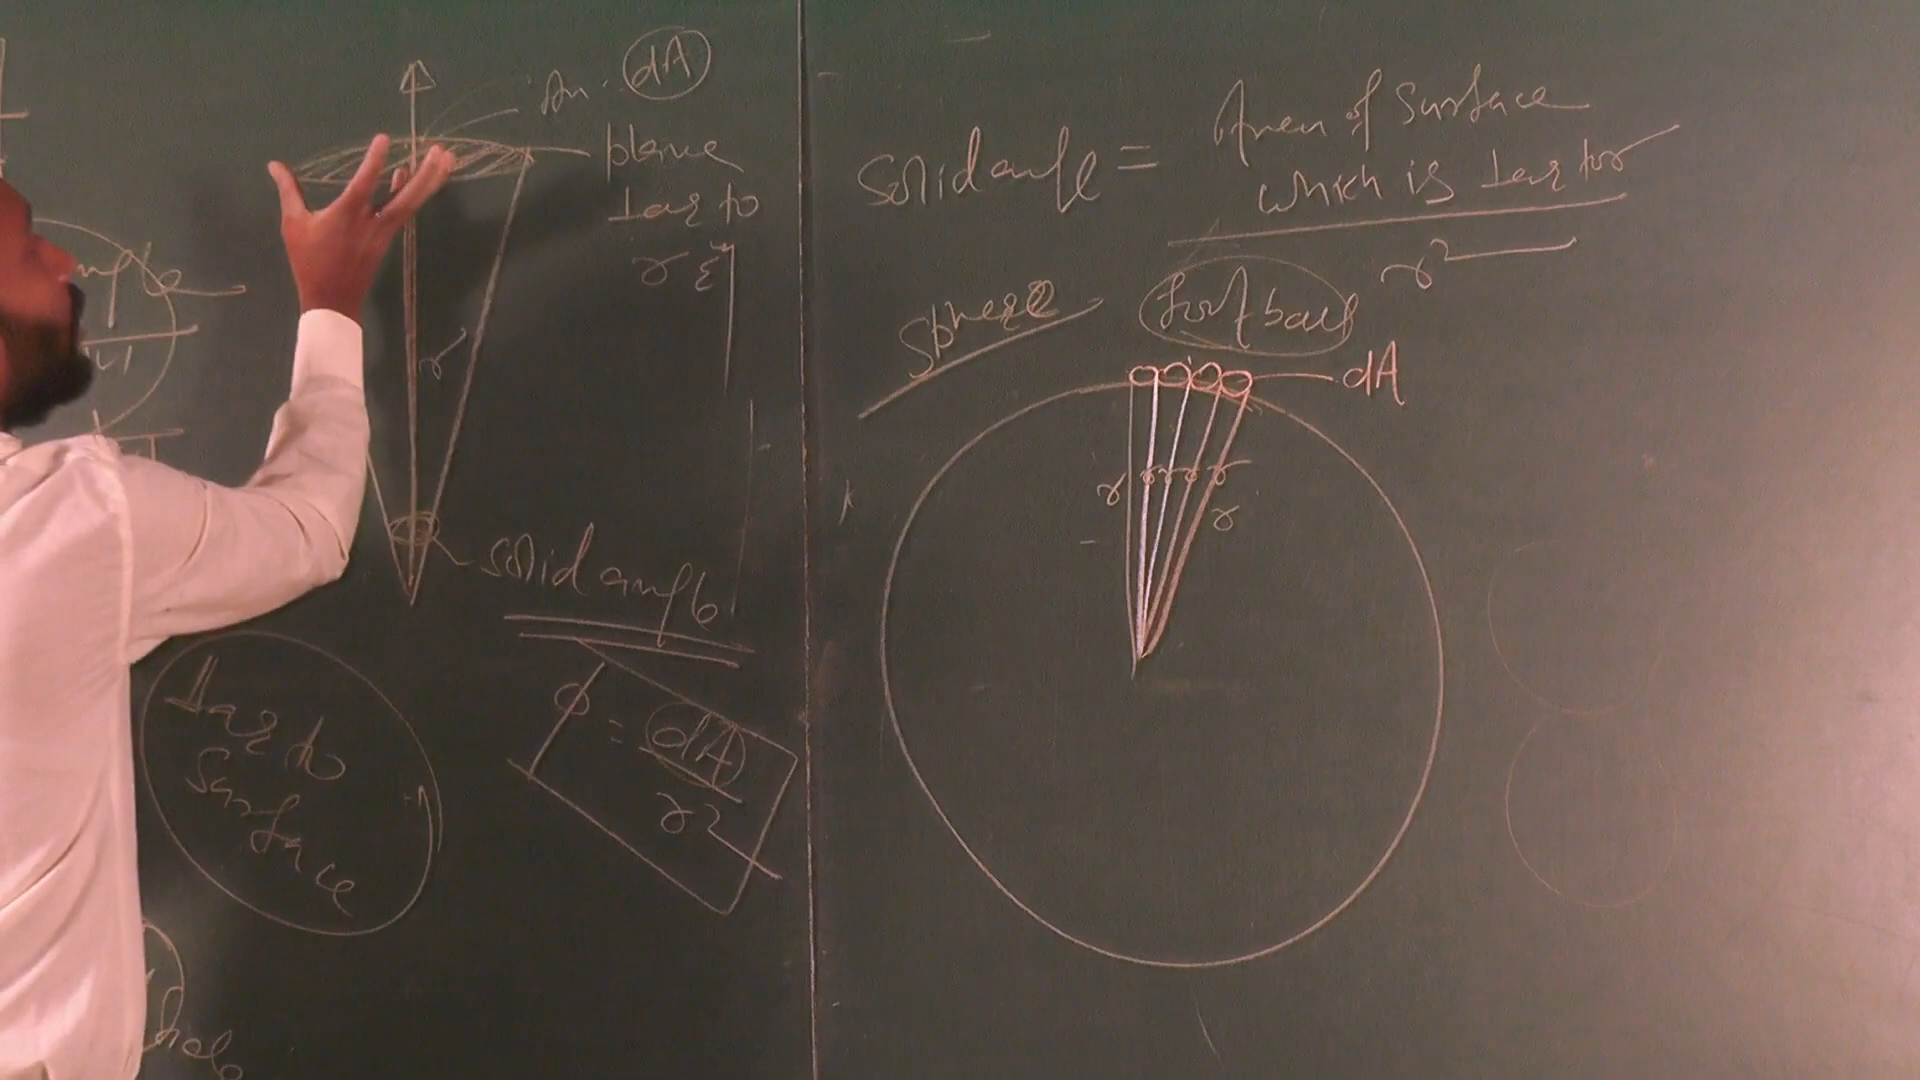 dA
plane
⊥ar to
r
r
solid angle
ϕ = dA
r2
⊥ar to
surface
solid angle =
Area of surface
which is ⊥ar to r
r2
sphere
football
dA
r
r r r r
r